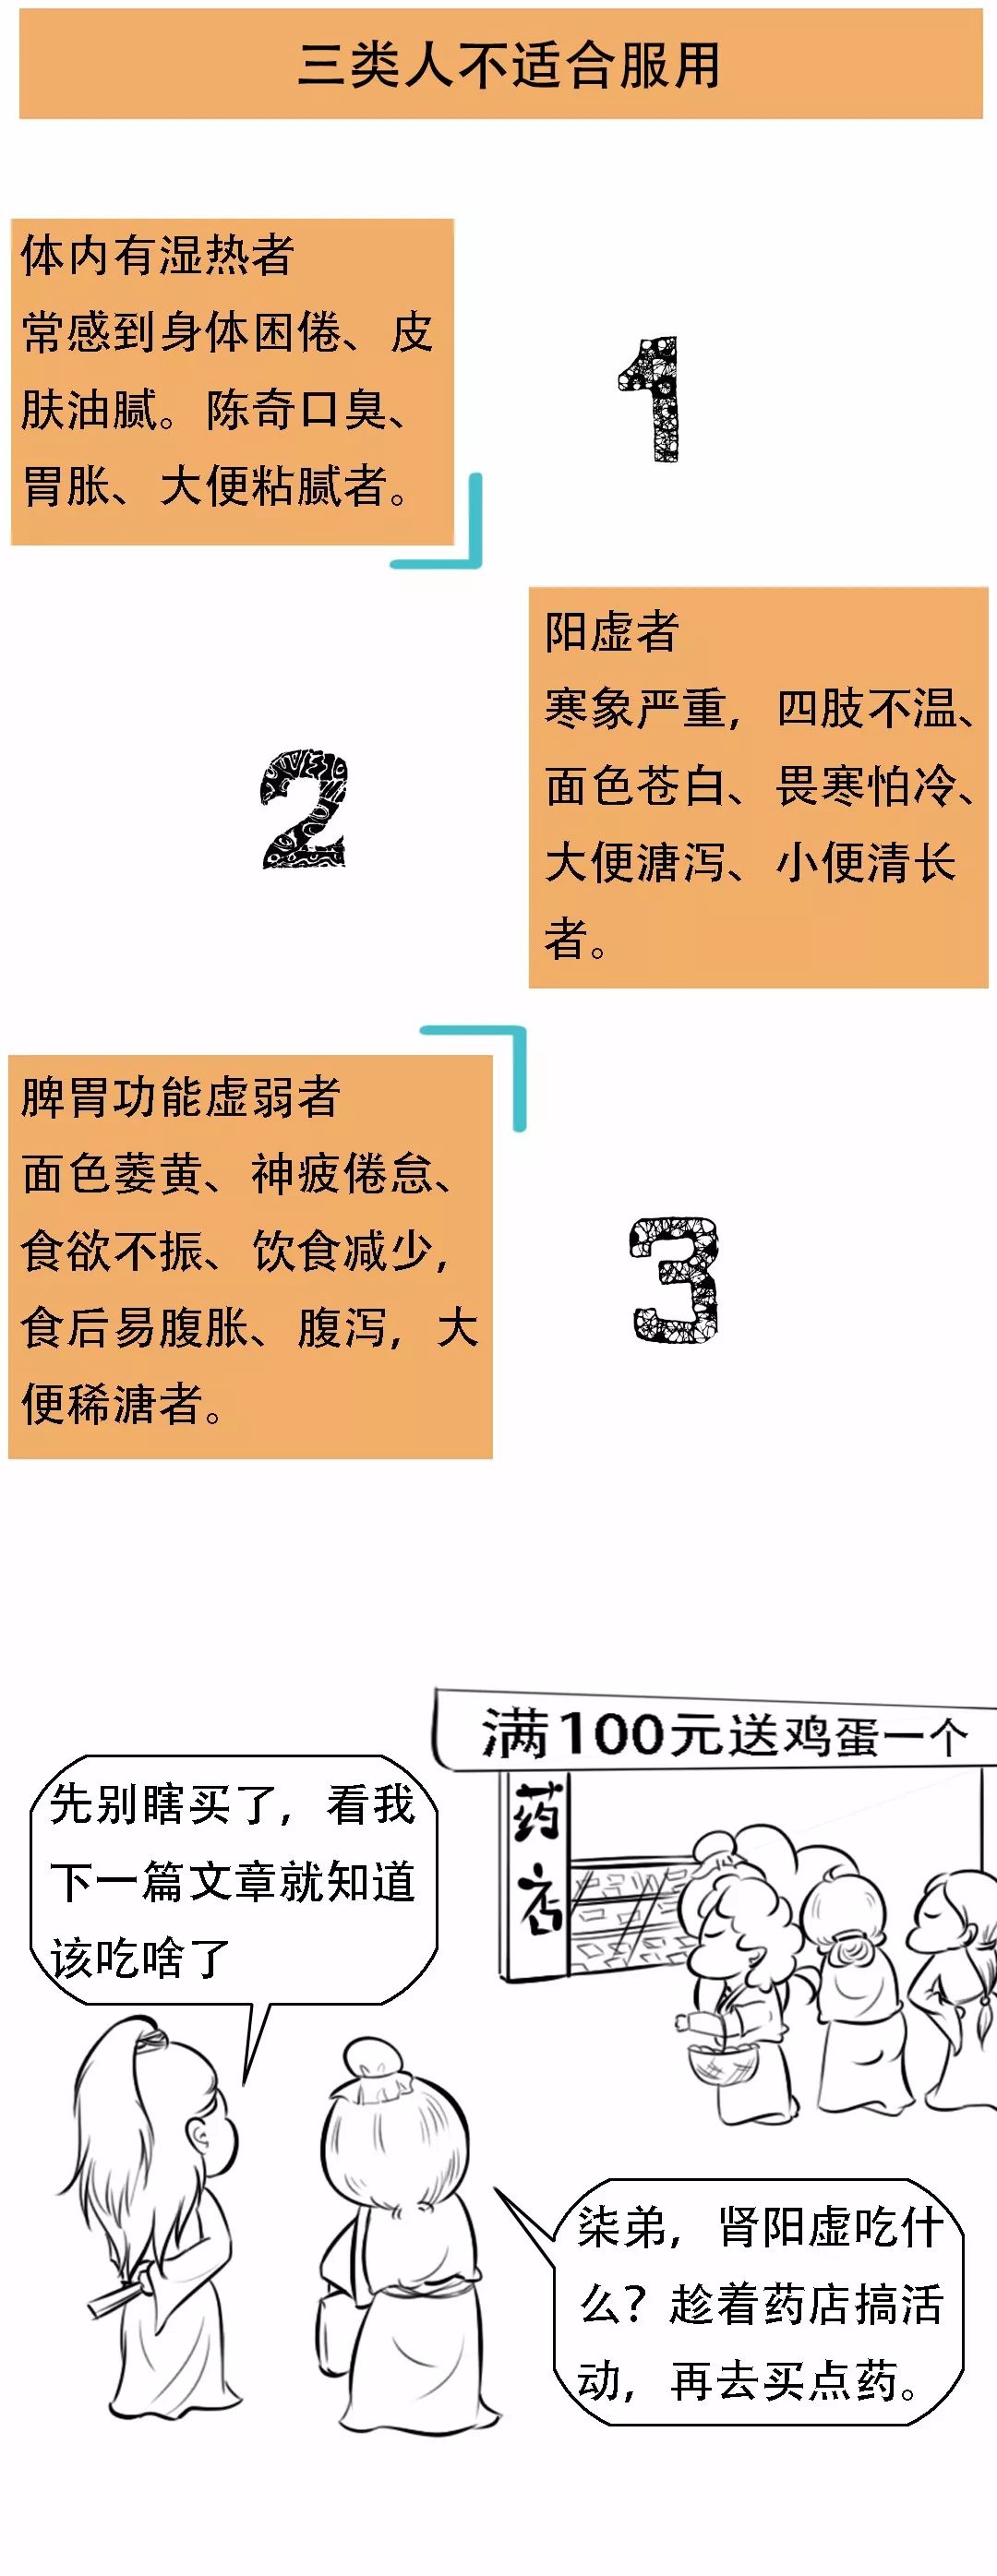 三类人不适合服用
体内有湿热者
常感到身体困倦、皮
肤油腻。陈奇口臭、
胃胀、大便粘腻者。
1
阳虚者
寒象严重，四肢不温、
面色苍白、畏寒怕冷、
大便溏泻、小便清长
者。
2
脾胃功能虚弱者
面色萎黄、神疲倦怠、
食欲不振、饮食减少，
食后易腹胀、腹泻，大
便稀溏者。
3
满100元送鸡蛋一个
药店
先别瞎买了，看我
下一篇文章就知道
该吃啥了
柒弟，肾阳虚吃什
么？趁着药店搞活
动，再去买点药。